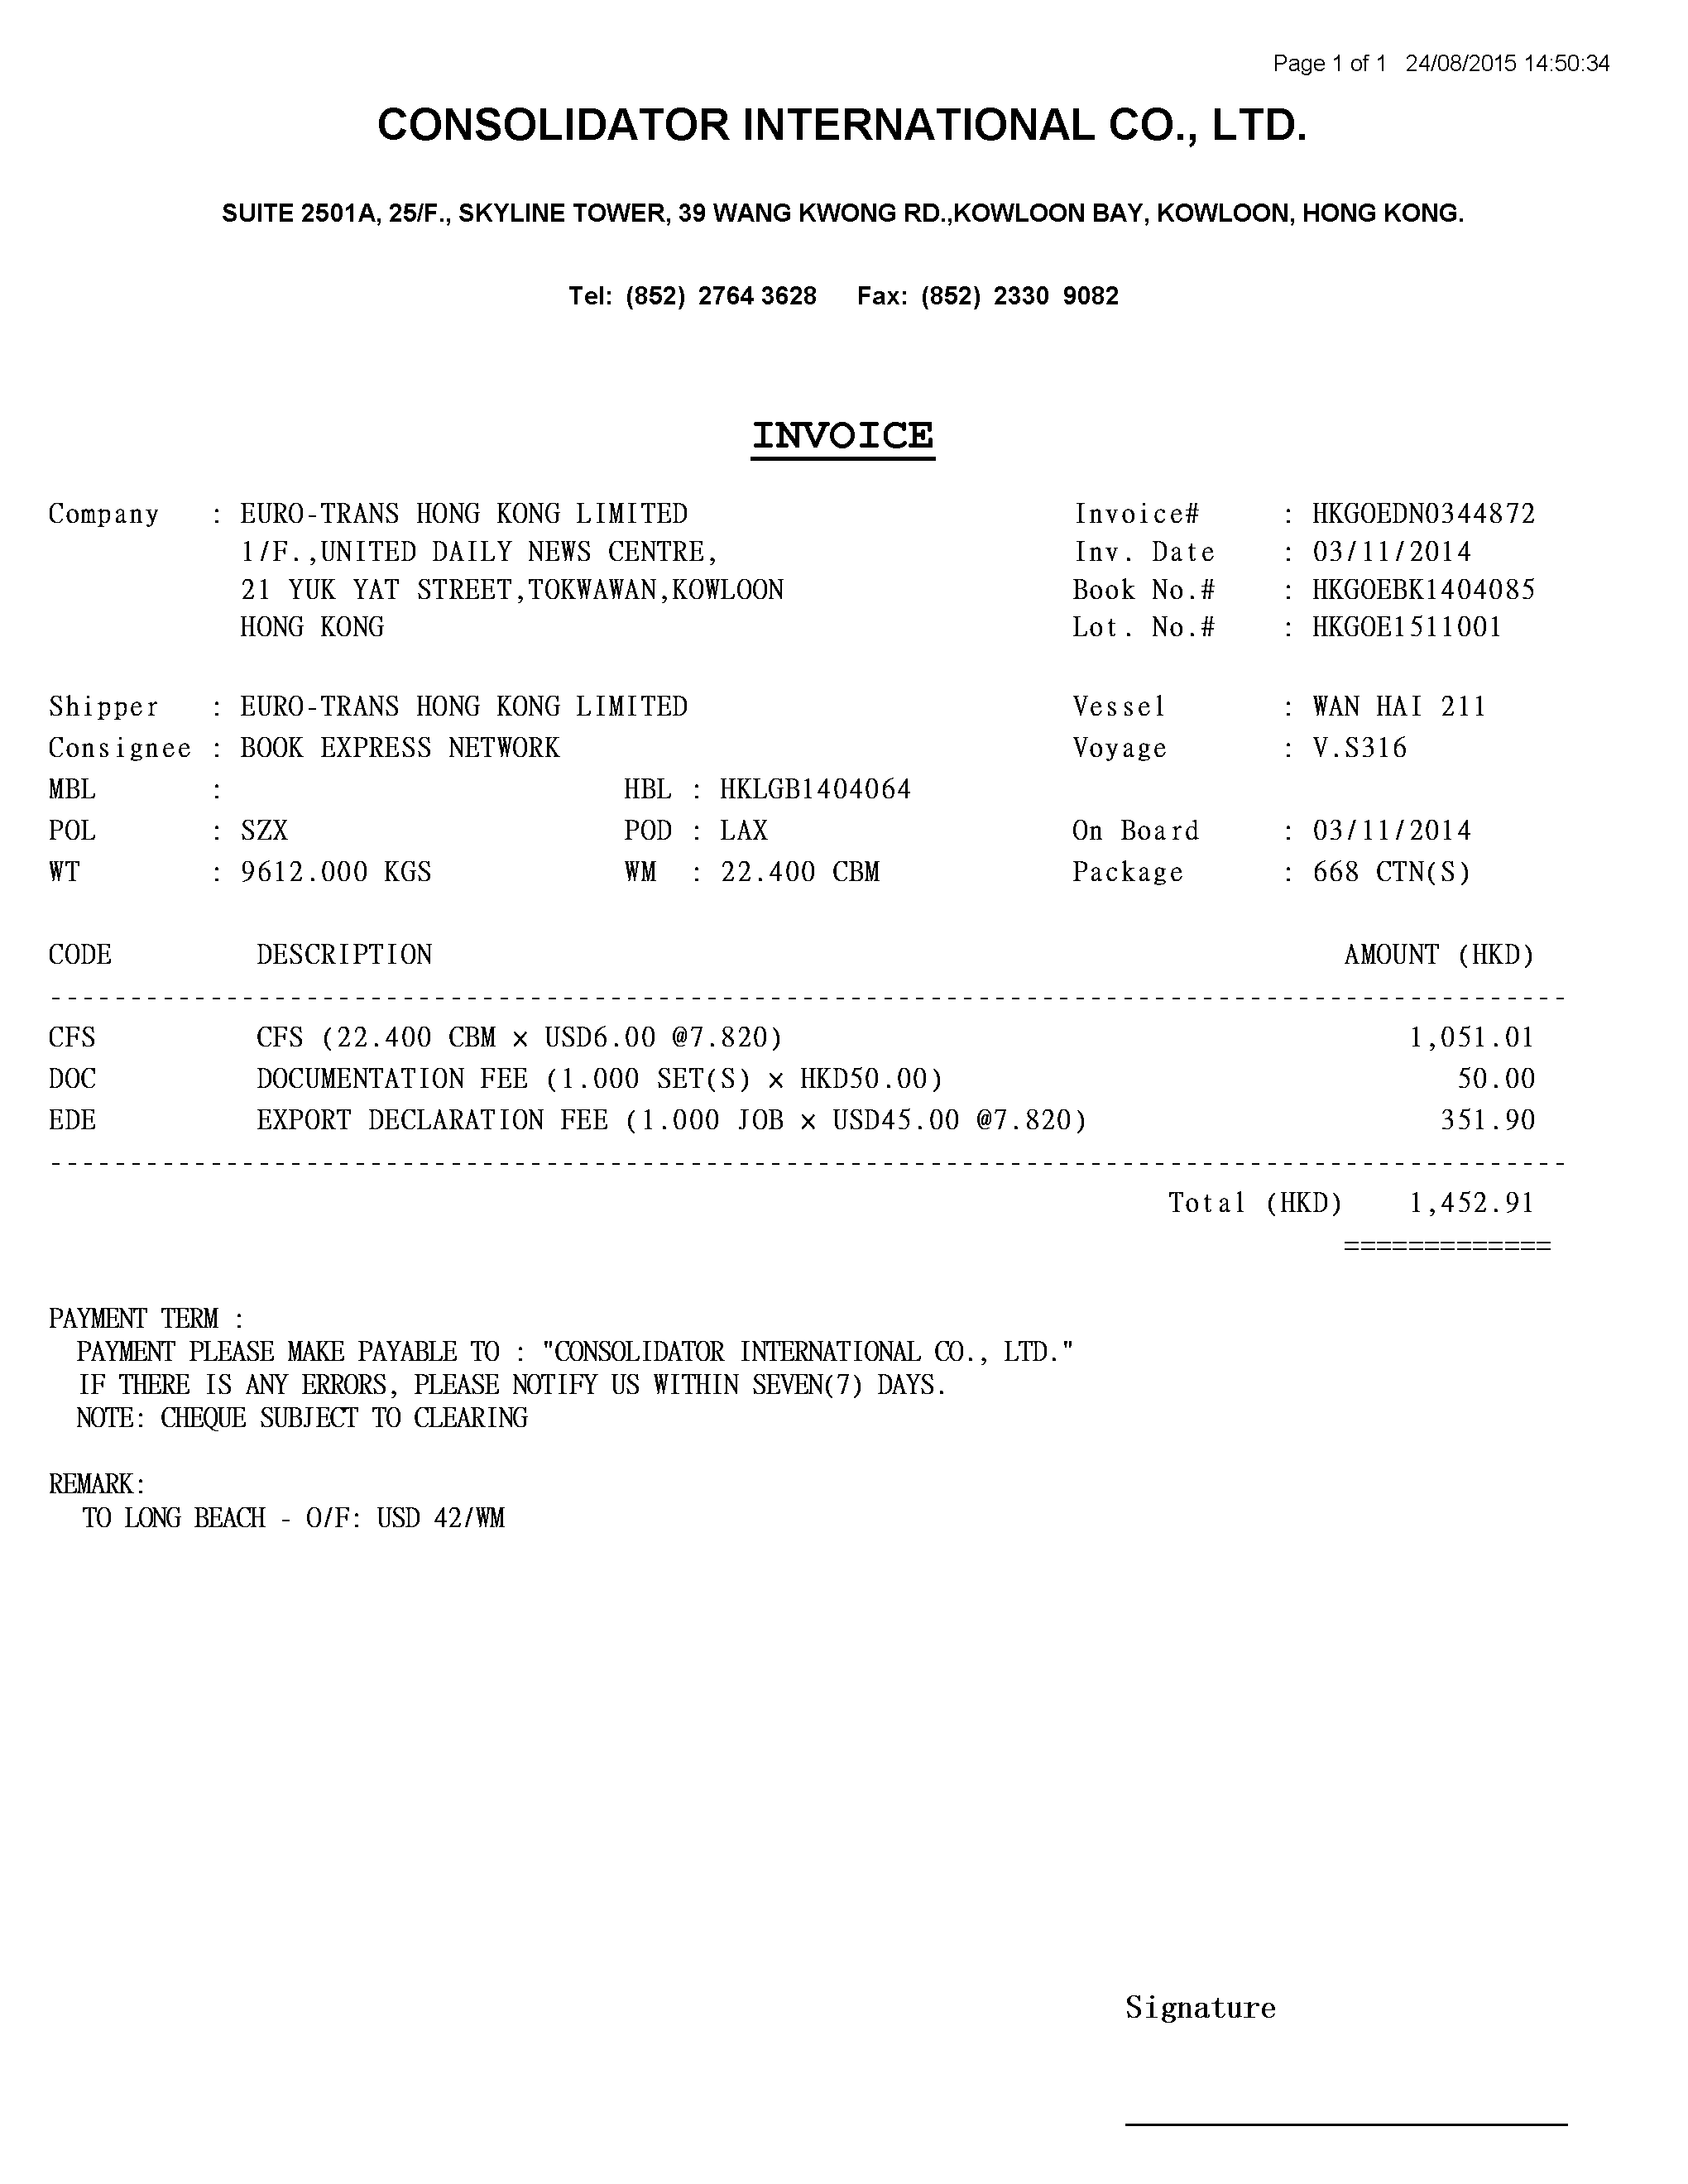 Page 1 of 1 24/08/2015 14:50:34
CONSOLIDATOR INTERNATIONAL CO., LTD.
SUITE 2501A, 25/F., SKYLINE TOWER, 39 WANG KWONG RD.,KOWLOON BAY, KOWLOON, HONG KONG.
Tel: (852) 2764 3628 Fax: (852) 2330 9082
INVOICE
Company : EURO-TRANS HONG KONG LIMITED Invoice# : HKGOEDN0344872
1/F.,UNITED DAILY NEWS CENTRE, Inv. Date : 03/11/2014
21 YUK YAT STREET,TOKWAWAN,KOWLOON Book No.# : HKGOEBK1404085
HONG KONG Lot. No.# : HKGOE1511001
Shipper : EURO-TRANS HONG KONG LIMITED Vessel : WAN HAI 211
Consignee : BOOK EXPRESS NETWORK Voyage : V.S316
MBL : HBL : HKLGB1404064
POL : SZX POD : LAX On Board : 03/11/2014
WT : 9612.000 KGS WM : 22.400 CBM Package : 668 CTN(S)
CODE DESCRIPTION AMOUNT (HKD)
-----------------------------------------------------------------------------------------------
CFS CFS (22.400 CBM × USD6.00 @7.820) 1,051.01
DOC DOCUMENTATION FEE (1.000 SET(S) × HKD50.00) 50.00
EDE EXPORT DECLARATION FEE (1.000 JOB × USD45.00 @7.820) 351.90
-----------------------------------------------------------------------------------------------
Total (HKD) 1,452.91
=============
PAYMENT TERM :
PAYMENT PLEASE MAKE PAYABLE TO : "CONSOLIDATOR INTERNATIONAL CO., LTD."
IF THERE IS ANY ERRORS, PLEASE NOTIFY US WITHIN SEVEN(7) DAYS.
NOTE: CHEQUE SUBJECT TO CLEARING
REMARK:
TO LONG BEACH - O/F: USD 42/WM
Signature